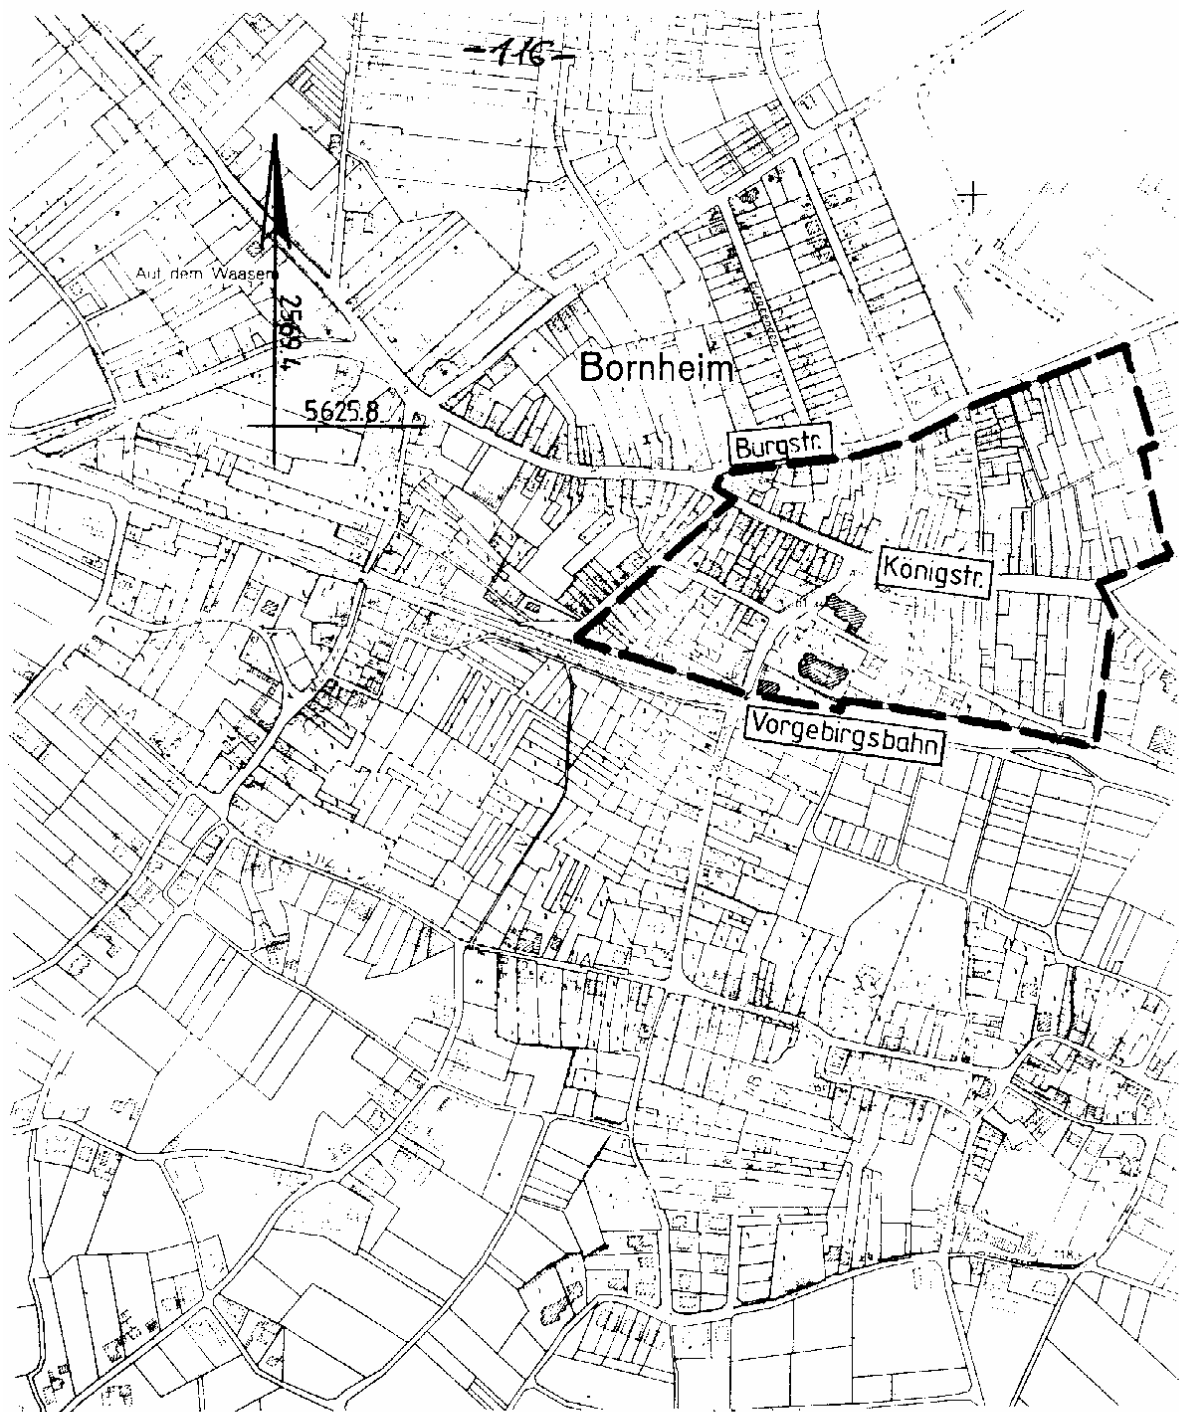 -116-
Auf dem Waasen
2569.4
5625.8
Bornheim
Burgstr.
Königstr.
Vorgebirgsbahn